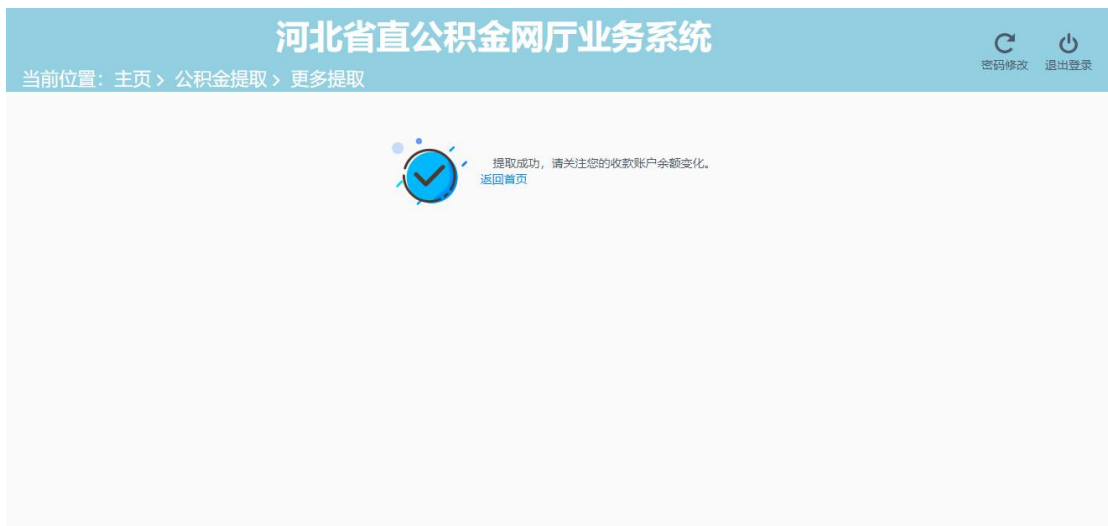 河北省直公积金网厅业务系统
密码修改 退出登录
当前位置：主页 > 公积金提取 > 更多提取
提取成功，请关注您的收款账户余额变化。
返回首页